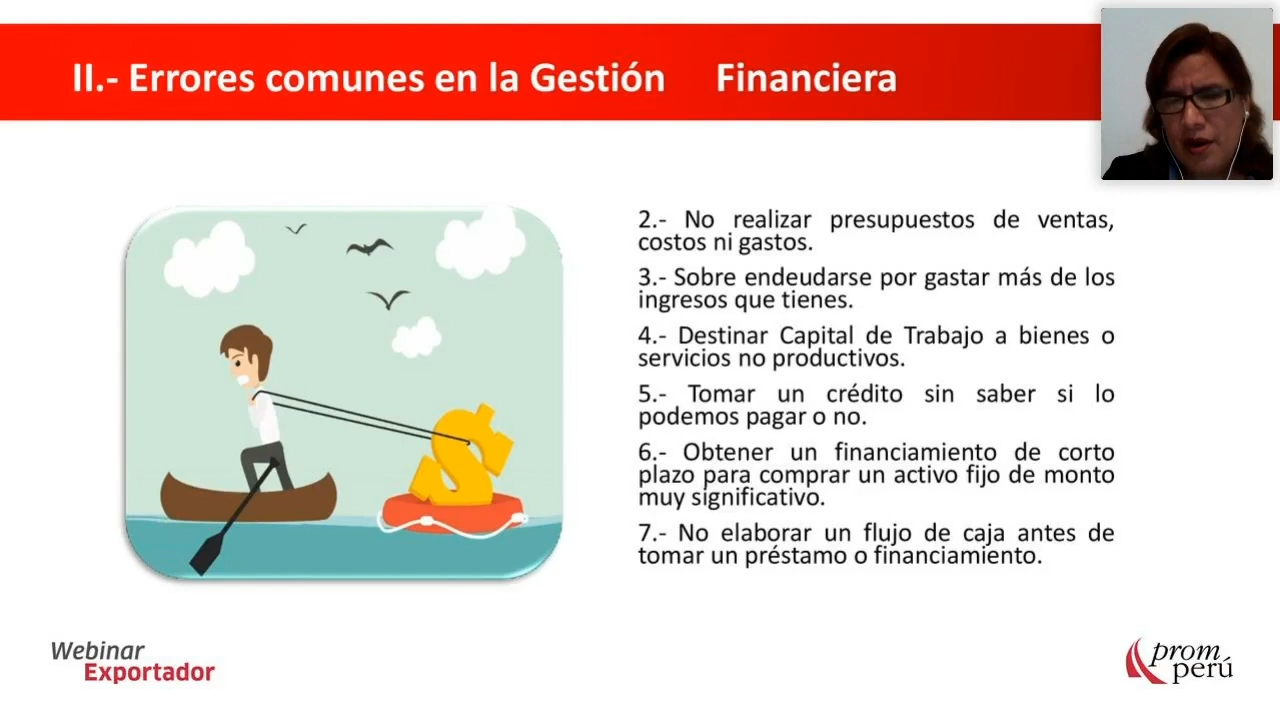 II.- Errores comunes en la Gestión Financiera
2.- No realizar presupuestos de ventas,
costos ni gastos.
3.- Sobre endeudarse por gastar más de los
ingresos que tienes.
4.- Destinar Capital de Trabajo a bienes o
servicios no productivos.
5.- Tomar un crédito sin saber si lo
podemos pagar o no.
6.- Obtener un financiamiento de corto
plazo para comprar un activo fijo de monto
muy significativo.
7.- No elaborar un flujo de caja antes de
tomar un préstamo o financiamiento.
Webinar
Exportador
prom
perú